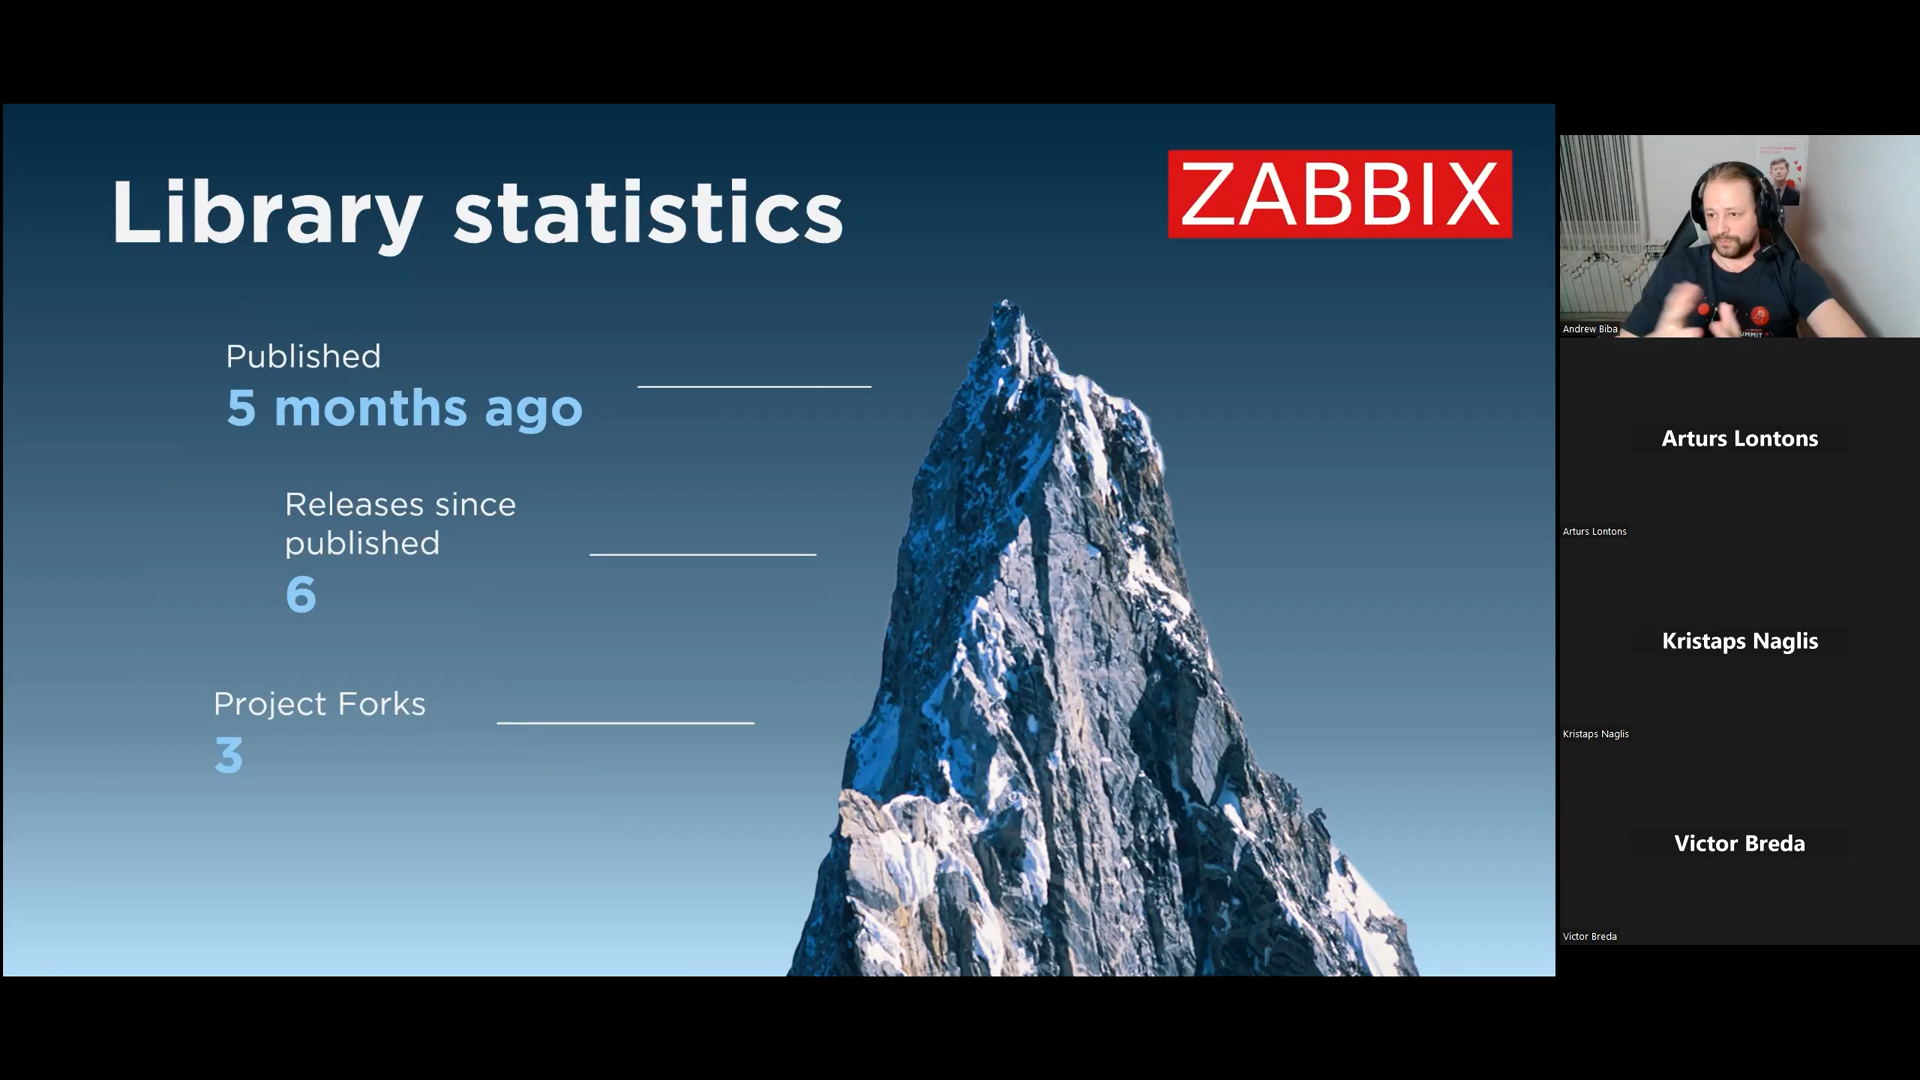 Library statistics
ZABBIX
Published
5 months ago
Releases since
published
6
Project Forks
3
Andrew Biba
Arturs Lontons
Arturs Lontons
Kristaps Naglis
Kristaps Naglis
Victor Breda
Victor Breda